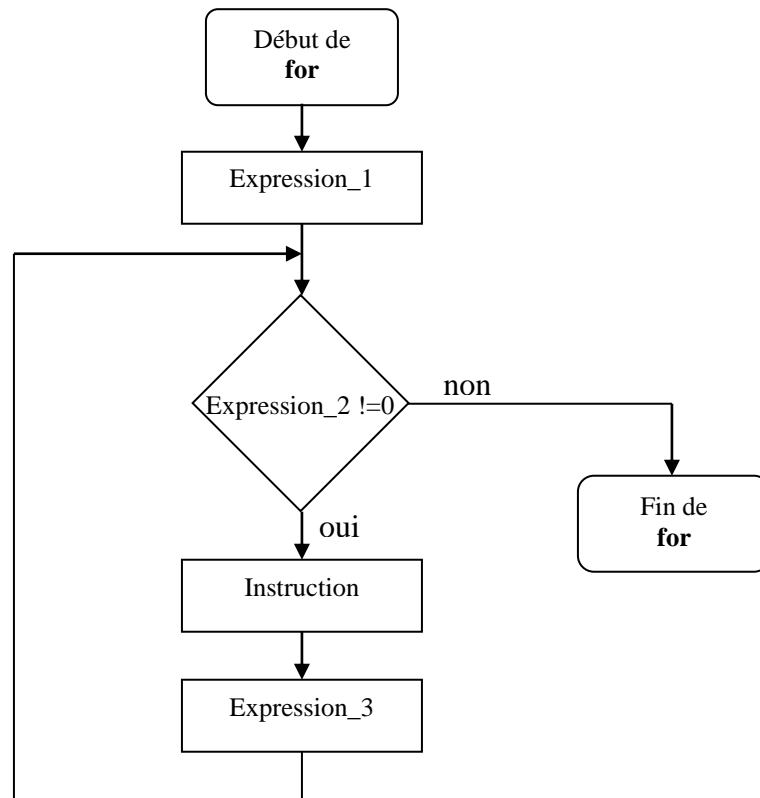 Début de
for
Expression_1
Expression_2 !=0
non
oui
Fin de
for
Instruction
Expression_3